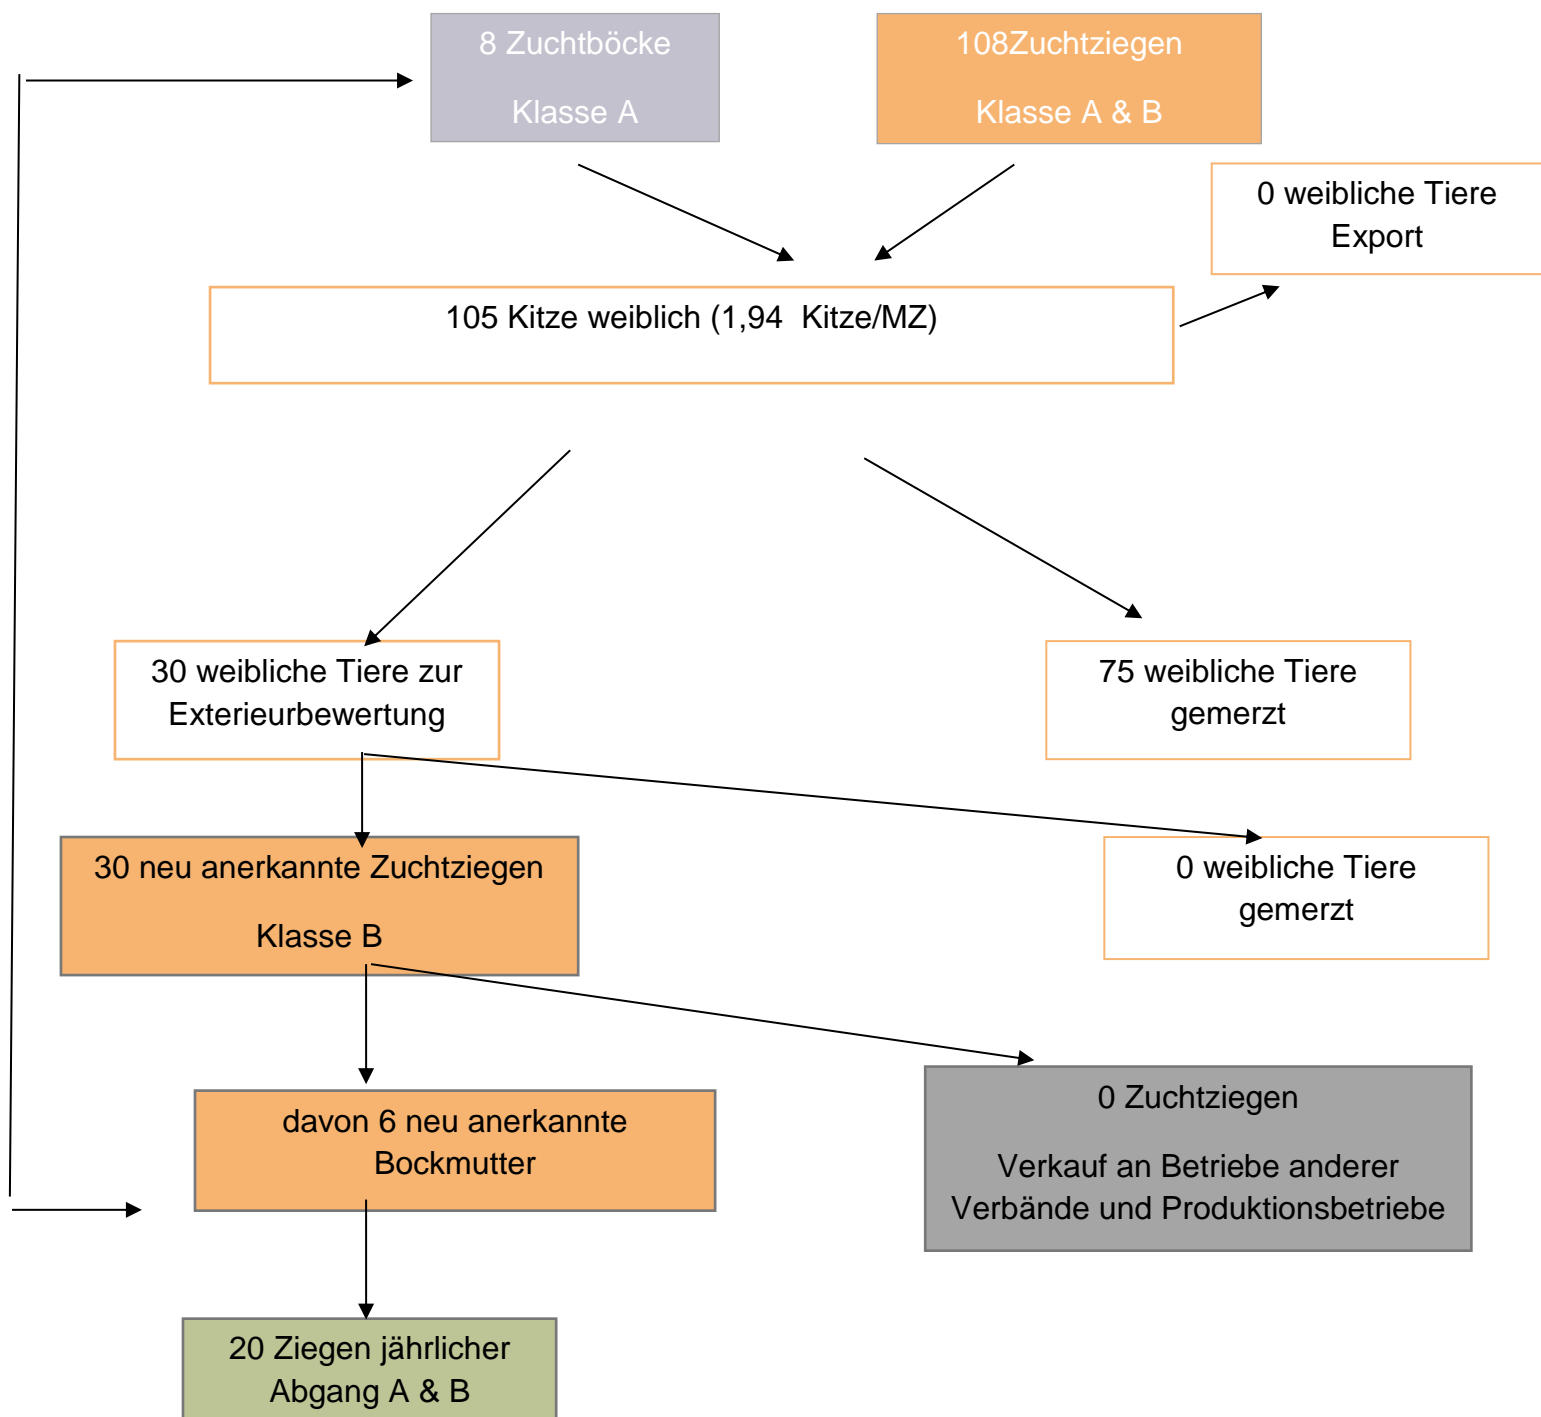 8 Zuchtböcke
Klasse A
108Zuchtziegen
Klasse A & B
0 weibliche Tiere
Export
105 Kitze weiblich (1,94  Kitze/MZ)
30 weibliche Tiere zur
Exterieurbewertung
75 weibliche Tiere
gemerzt
30 neu anerkannte Zuchtziegen
Klasse B
0 weibliche Tiere
gemerzt
davon 6 neu anerkannte
Bockmutter
0 Zuchtziegen
Verkauf an Betriebe anderer
Verbände und Produktionsbetriebe
20 Ziegen jährlicher
Abgang A & B